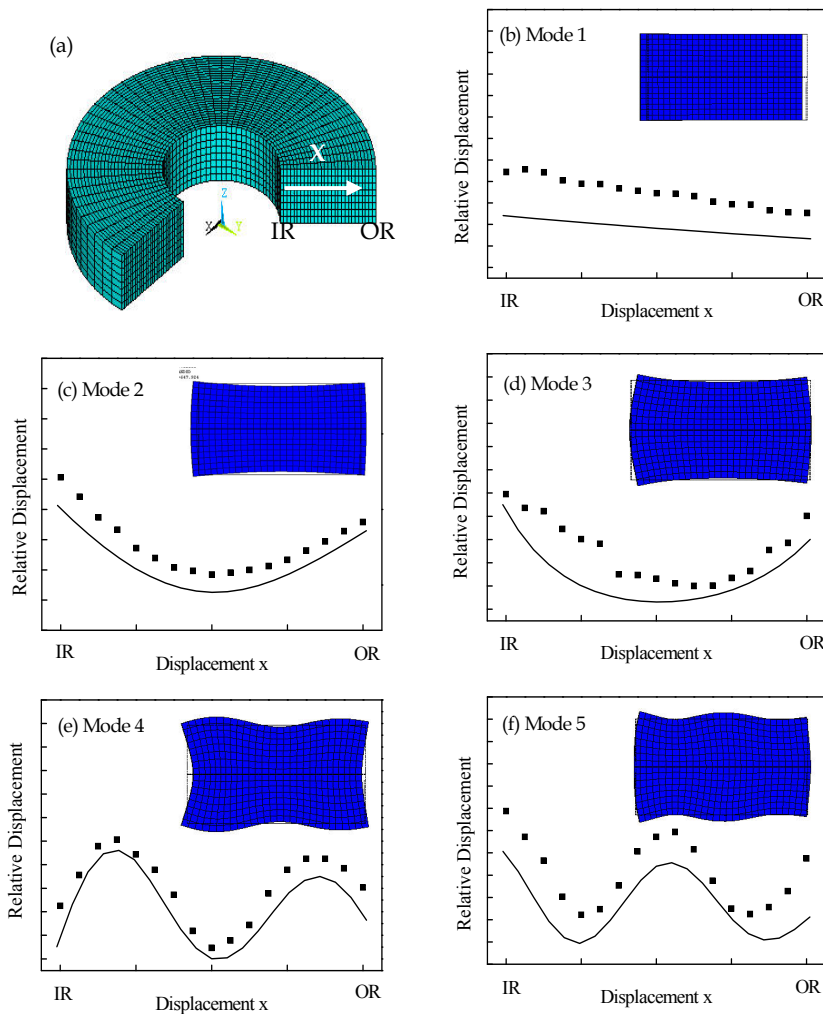 (a)
X
Z
X
Y
IR
OR
(b) Mode 1
Relative Displacement
IR
Displacement x
OR
(c) Mode 2
Relative Displacement
IR
Displacement x
OR
(d) Mode 3
Relative Displacement
IR
Displacement x
OR
(e) Mode 4
Relative Displacement
IR
Displacement x
OR
(f) Mode 5
Relative Displacement
IR
Displacement x
OR